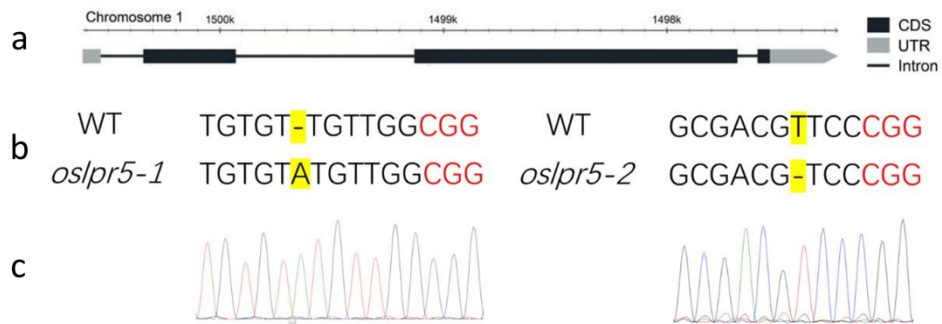 a
Chromosome 1 1500k 1499k 1498k
CDS
UTR
Intron
b
WT TGTGT-TGTTGGCGG WT GCGACGTTCCCGG
oslpr5-1 TGTGTATGTTGGCGG oslpr5-2 GCGACG-TCCCGG
c